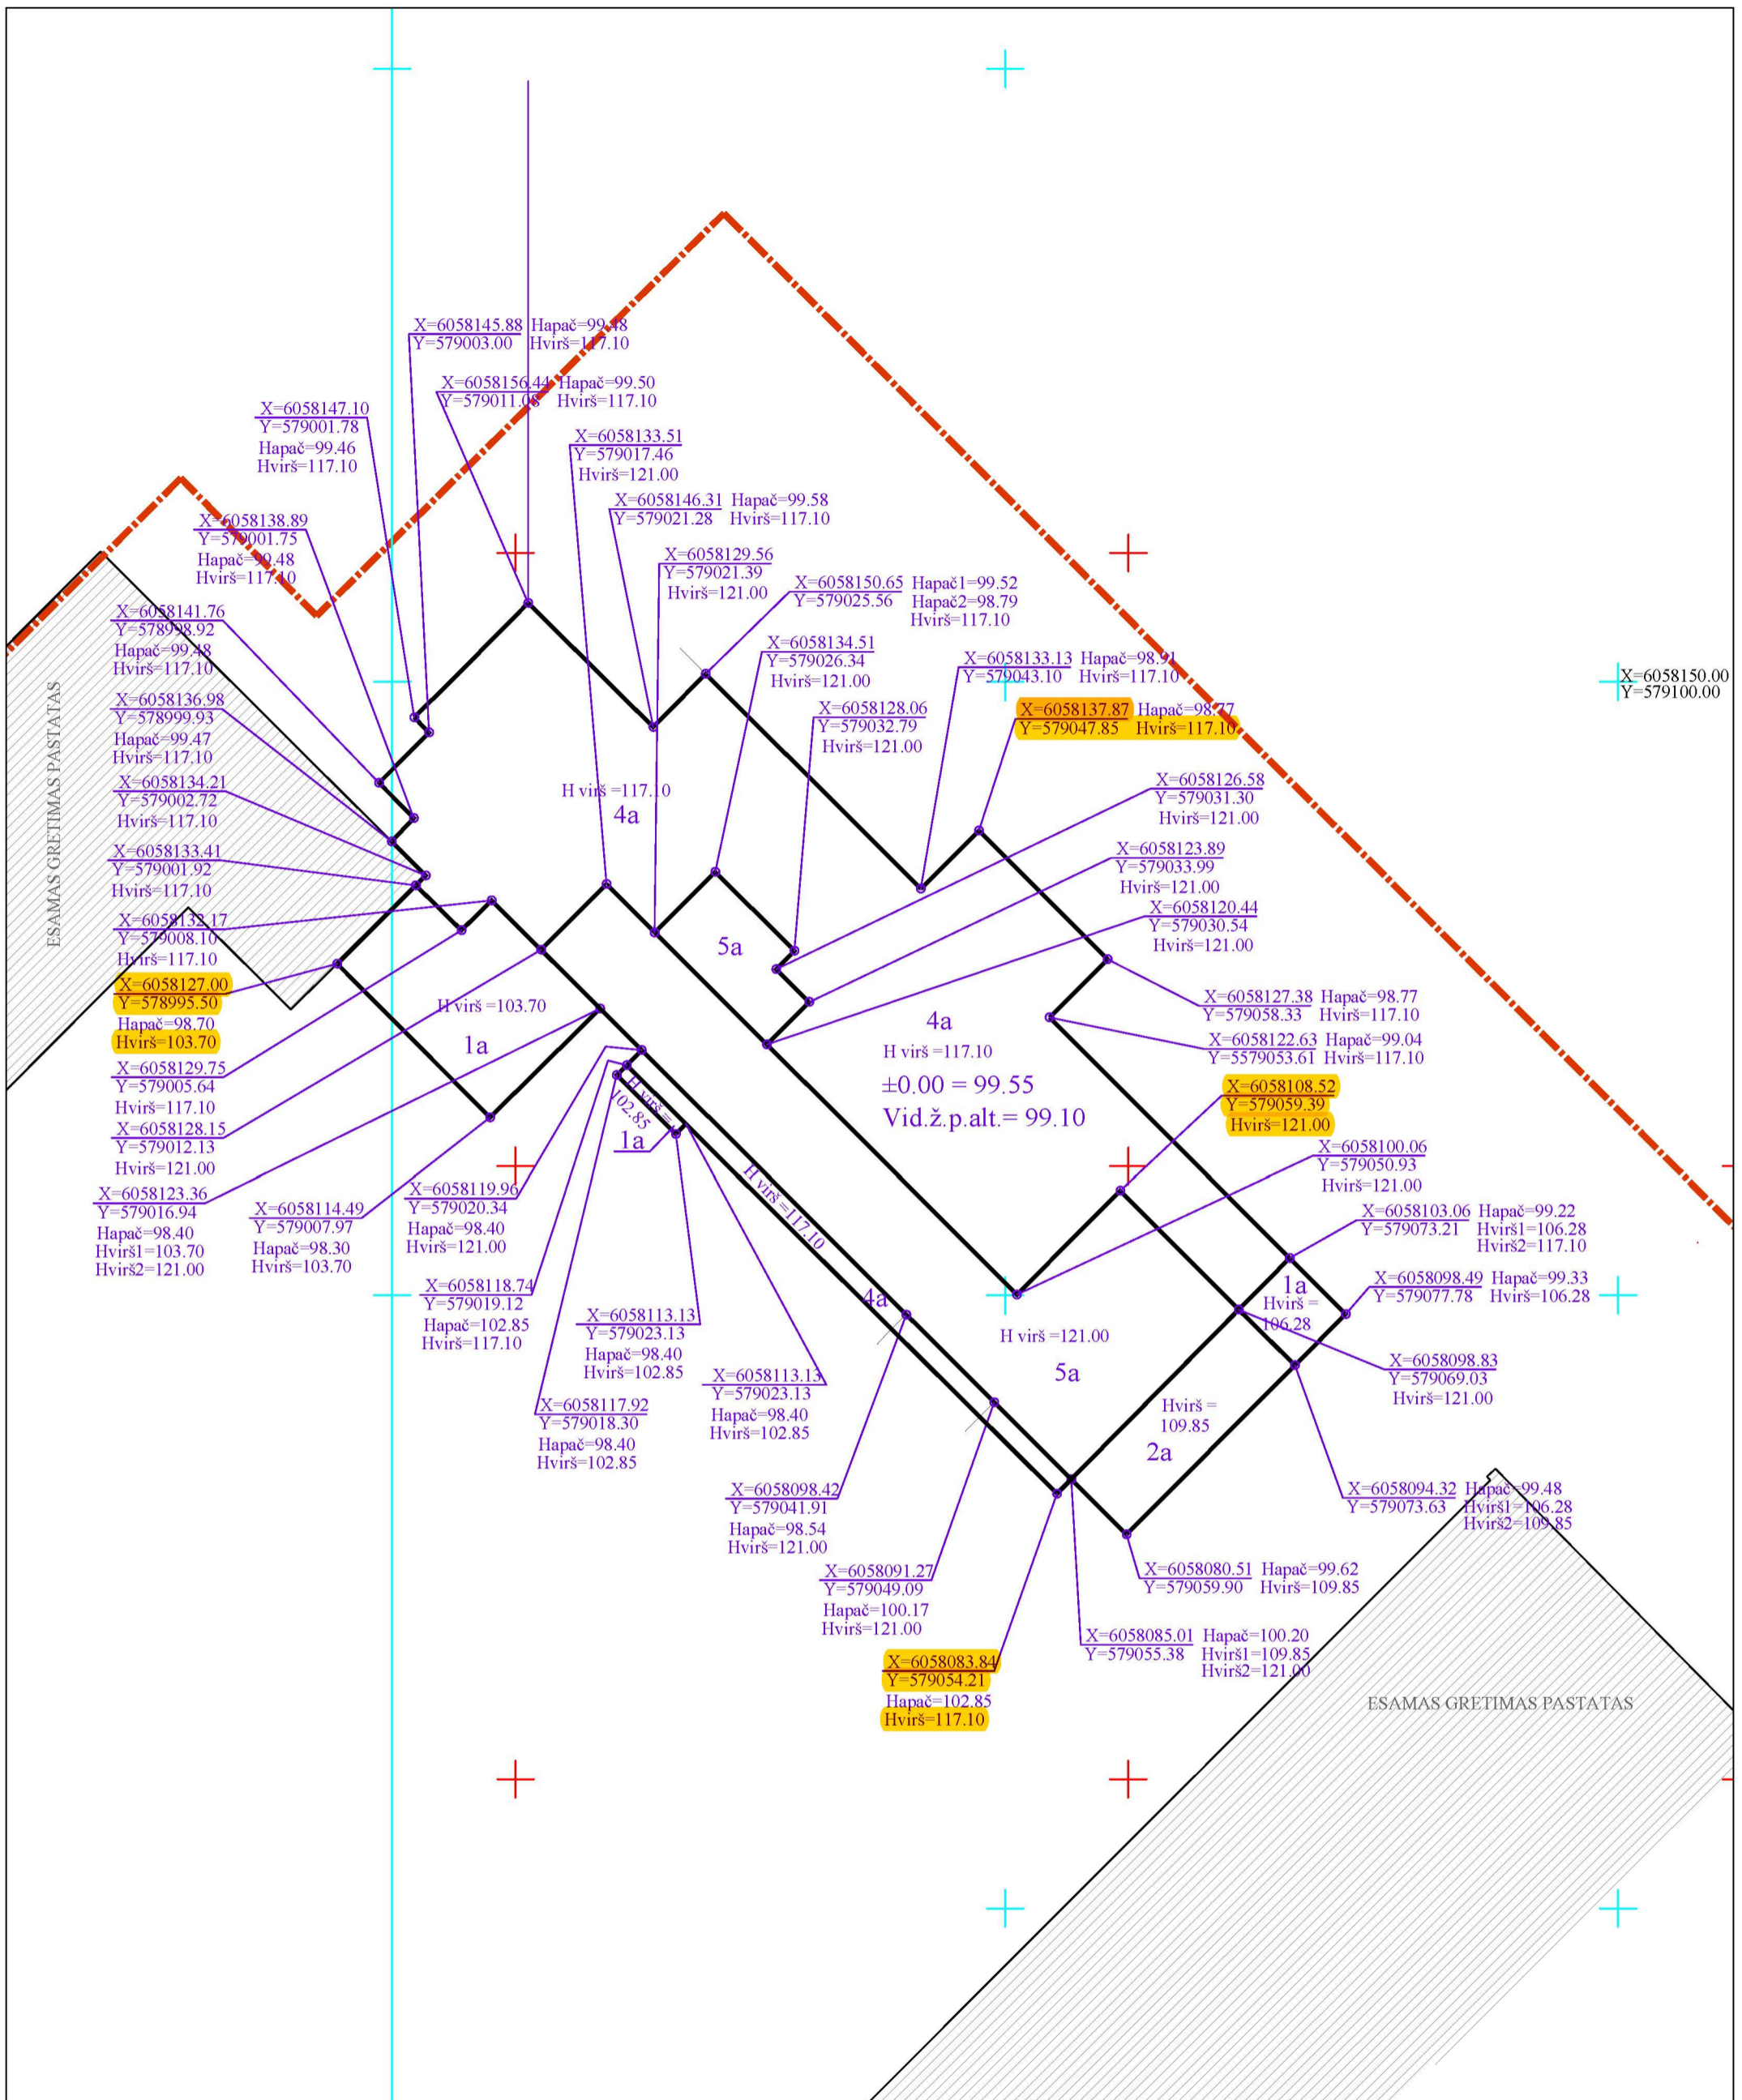 X=6058145.88 Hapač=99.48
Y=579003.00 Hvirš=117.10
X=6058156.44 Hapač=99.50
Y=579011.08 Hvirš=117.10
X=6058147.10
Y=579001.78
Hapač=99.46
Hvirš=117.10
X=6058133.51
Y=579017.46
Hvirš=121.00
X=6058146.31 Hapač=99.58
Y=579021.28 Hvirš=117.10
X=6058138.89
Y=579001.75
Hapač=99.48
Hvirš=117.10
X=6058129.56
Y=579021.39
Hvirš=121.00
X=6058150.65 Hapač1=99.52
Y=579025.56 Hapač2=98.79
Hvirš=117.10
X=6058141.76
Y=578998.92
Hapač=99.48
Hvirš=117.10
X=6058134.51
Y=579026.34
Hvirš=121.00
X=6058133.13 Hapač=98.91
Y=579043.10 Hvirš=117.10
X=6058150.00
Y=579100.00
X=6058136.98
Y=578999.93
Hapač=99.47
Hvirš=117.10
X=6058128.06
Y=579032.79
Hvirš=121.00
X=6058137.87 Hapač=98.77
Y=579047.85 Hvirš=117.10
ESAMAS GRETIMAS PASTATAS
X=6058134.21
Y=579002.72
Hvirš=117.10
H virš =117.10
4a
X=6058126.58
Y=579031.30
Hvirš=121.00
X=6058133.41
Y=579001.92
Hvirš=117.10
X=6058123.89
Y=579033.99
Hvirš=121.00
X=6058132.17
Y=579008.10
Hvirš=117.10
5a
X=6058120.44
Y=579030.54
Hvirš=121.00
X=6058127.00
Y=578995.50
Hapač=98.70
Hvirš=103.70
H virš =103.70
1a
4a
H virš =117.10
±0.00 = 99.55
Vid.ž.p.alt.= 99.10
X=6058127.38 Hapač=98.77
Y=579058.33 Hvirš=117.10
X=6058122.63 Hapač=99.04
Y=5579053.61 Hvirš=117.10
X=6058129.75
Y=579005.64
Hvirš=117.10
H virš =
102.85
1a
X=6058108.52
Y=579059.39
Hvirš=121.00
X=6058128.15
Y=579012.13
Hvirš=121.00
X=6058100.06
Y=579050.93
Hvirš=121.00
X=6058123.36
Y=579016.94
Hapač=98.40
Hvirš1=103.70
Hvirš2=121.00
X=6058114.49
Y=579007.97
Hapač=98.30
Hvirš=103.70
X=6058119.96
Y=579020.34
Hapač=98.40
Hvirš=121.00
H virš =117.10
X=6058103.06 Hapač=99.22
Y=579073.21 Hvirš1=106.28
Hvirš2=117.10
X=6058118.74
Y=579019.12
Hapač=102.85
Hvirš=117.10
4a
1a
Hvirš =
106.28
X=6058098.49 Hapač=99.33
Y=579077.78 Hvirš=106.28
X=6058113.13
Y=579023.13
Hapač=98.40
Hvirš=102.85
H virš =121.00
5a
X=6058098.83
Y=579069.03
Hvirš=121.00
X=6058113.13
Y=579023.13
Hapač=98.40
Hvirš=102.85
X=6058117.92
Y=579018.30
Hapač=98.40
Hvirš=102.85
Hvirš =
109.85
2a
X=6058098.42
Y=579041.91
Hapač=98.54
Hvirš=121.00
X=6058094.32 Hapač=99.48
Y=579073.63 Hvirš1=106.28
Hvirš2=109.85
X=6058091.27
Y=579049.09
Hapač=100.17
Hvirš=121.00
X=6058080.51 Hapač=99.62
Y=579059.90 Hvirš=109.85
X=6058083.84
Y=579054.21
Hapač=102.85
Hvirš=117.10
X=6058085.01 Hapač=100.20
Y=579055.38 Hvirš1=109.85
Hvirš2=121.00
ESAMAS GRETIMAS PASTATAS